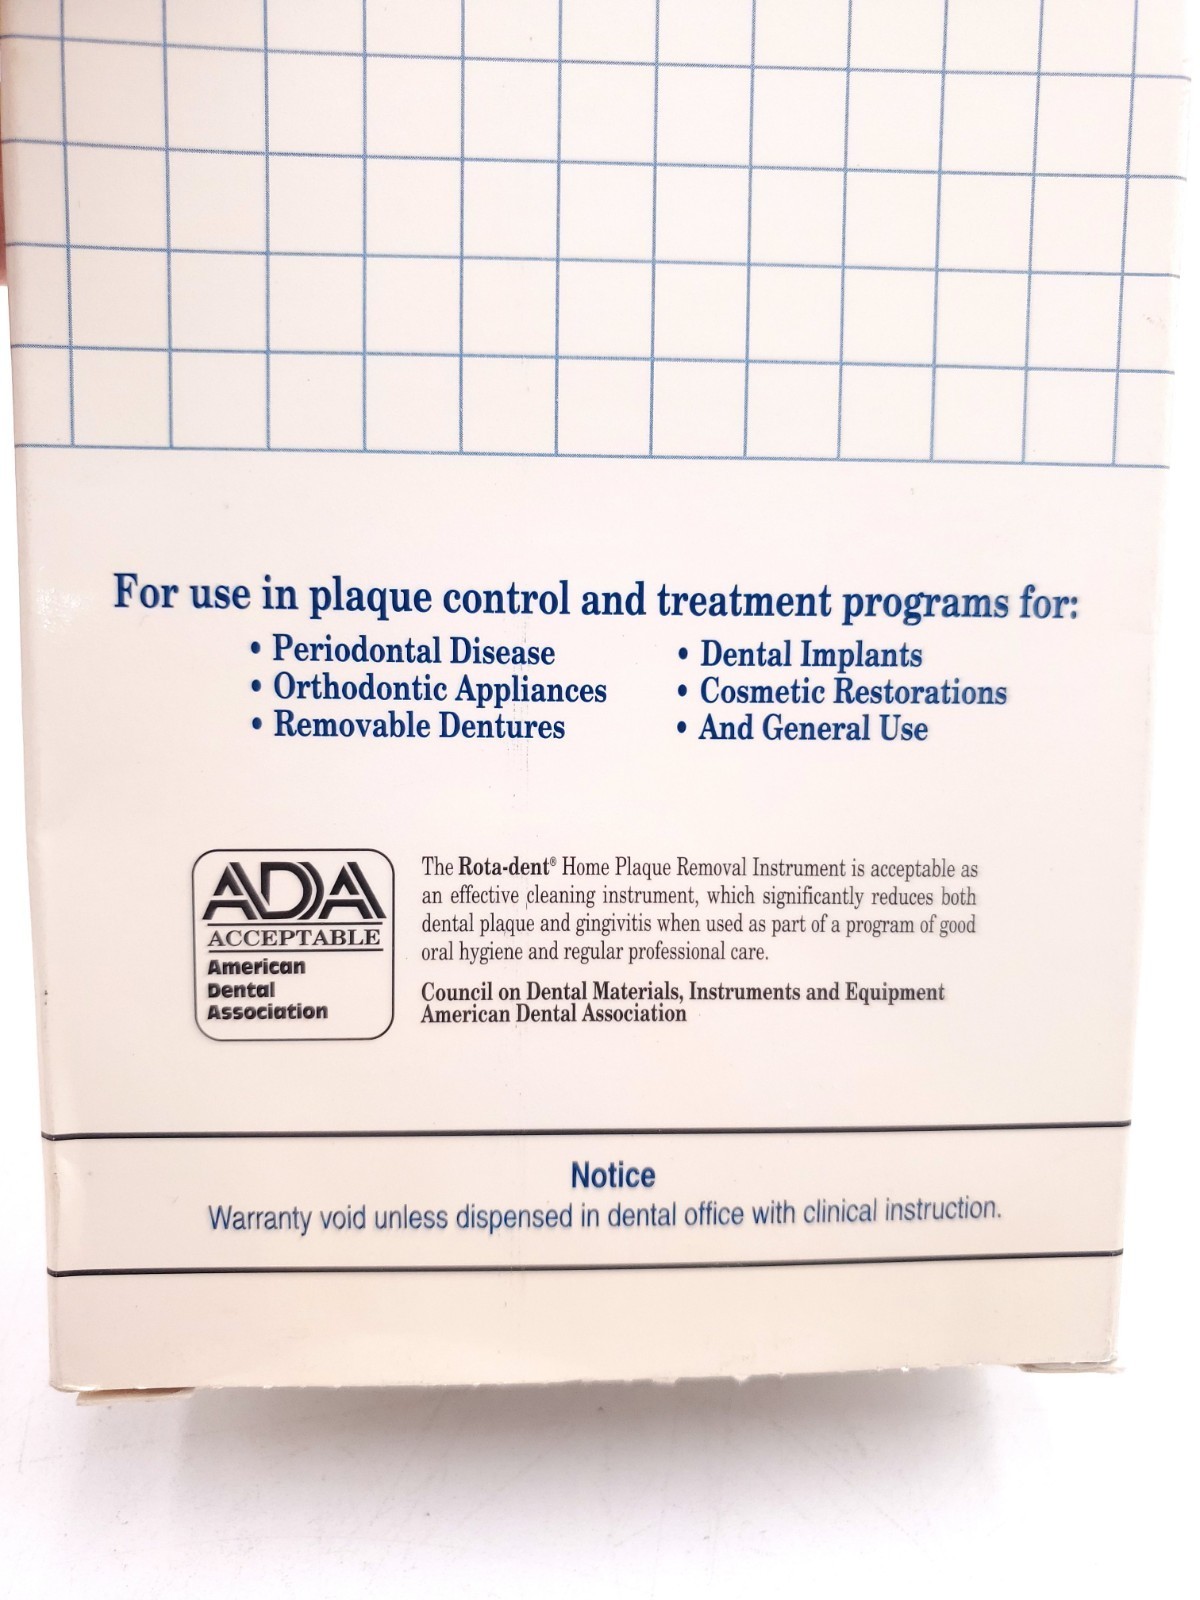 For use in plaque control and treatment programs for:
• Periodontal Disease
• Orthodontic Appliances
• Removable Dentures
• Dental Implants
• Cosmetic Restorations
• And General Use
ADA
ACCEPTABLE
American
Dental
Association
The Rota-dent® Home Plaque Removal Instrument is acceptable as
an effective cleaning instrument, which significantly reduces both
dental plaque and gingivitis when used as part of a program of good
oral hygiene and regular professional care.
Council on Dental Materials, Instruments and Equipment
American Dental Association
Notice
Warranty void unless dispensed in dental office with clinical instruction.